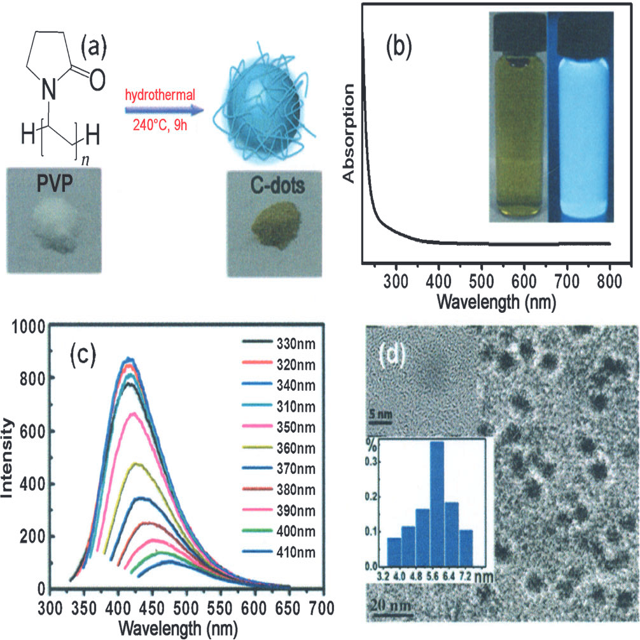 (a)
N
O
H
H
n
hydrothermal
240°C, 9h
PVP
C-dots
(b)
Absorption
300 400 500 600 700 800
Wavelength (nm)
(c)
1000
800
600
400
200
0
Intensity
330nm
320nm
340nm
310nm
350nm
360nm
370nm
380nm
390nm
400nm
410nm
300 350 400 450 500 550 600 650 700
Wavelength (nm)
(d)
5 nm
%
0.3
0.2
0.1
0.0
3.2 4.0 4.8 5.6 6.4 7.2 nm
20 nm